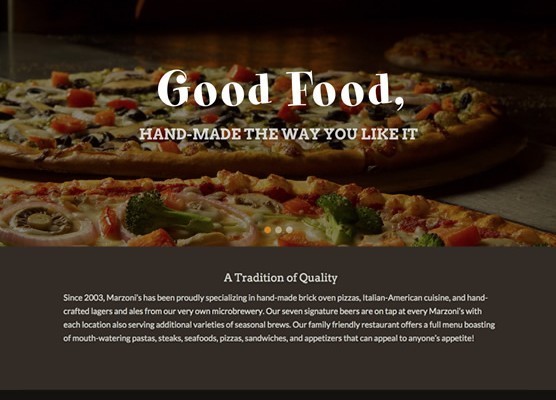 Good Food,
HAND-MADE THE WAY YOU LIKE IT
A Tradition of Quality
Since 2003, Marzoni's has been proudly specializing in hand-made brick oven pizzas, Italian-American cuisine, and hand-
crafted lagers and ales from our very own microbrewery. Our seven signature beers are on tap at every Marzoni's with
each location also serving additional varieties of seasonal brews. Our family friendly restaurant offers a full menu boasting
of mouth-watering pastas, steaks, seafoods, pizzas, sandwiches, and appetizers that can appeal to anyone's appetite!